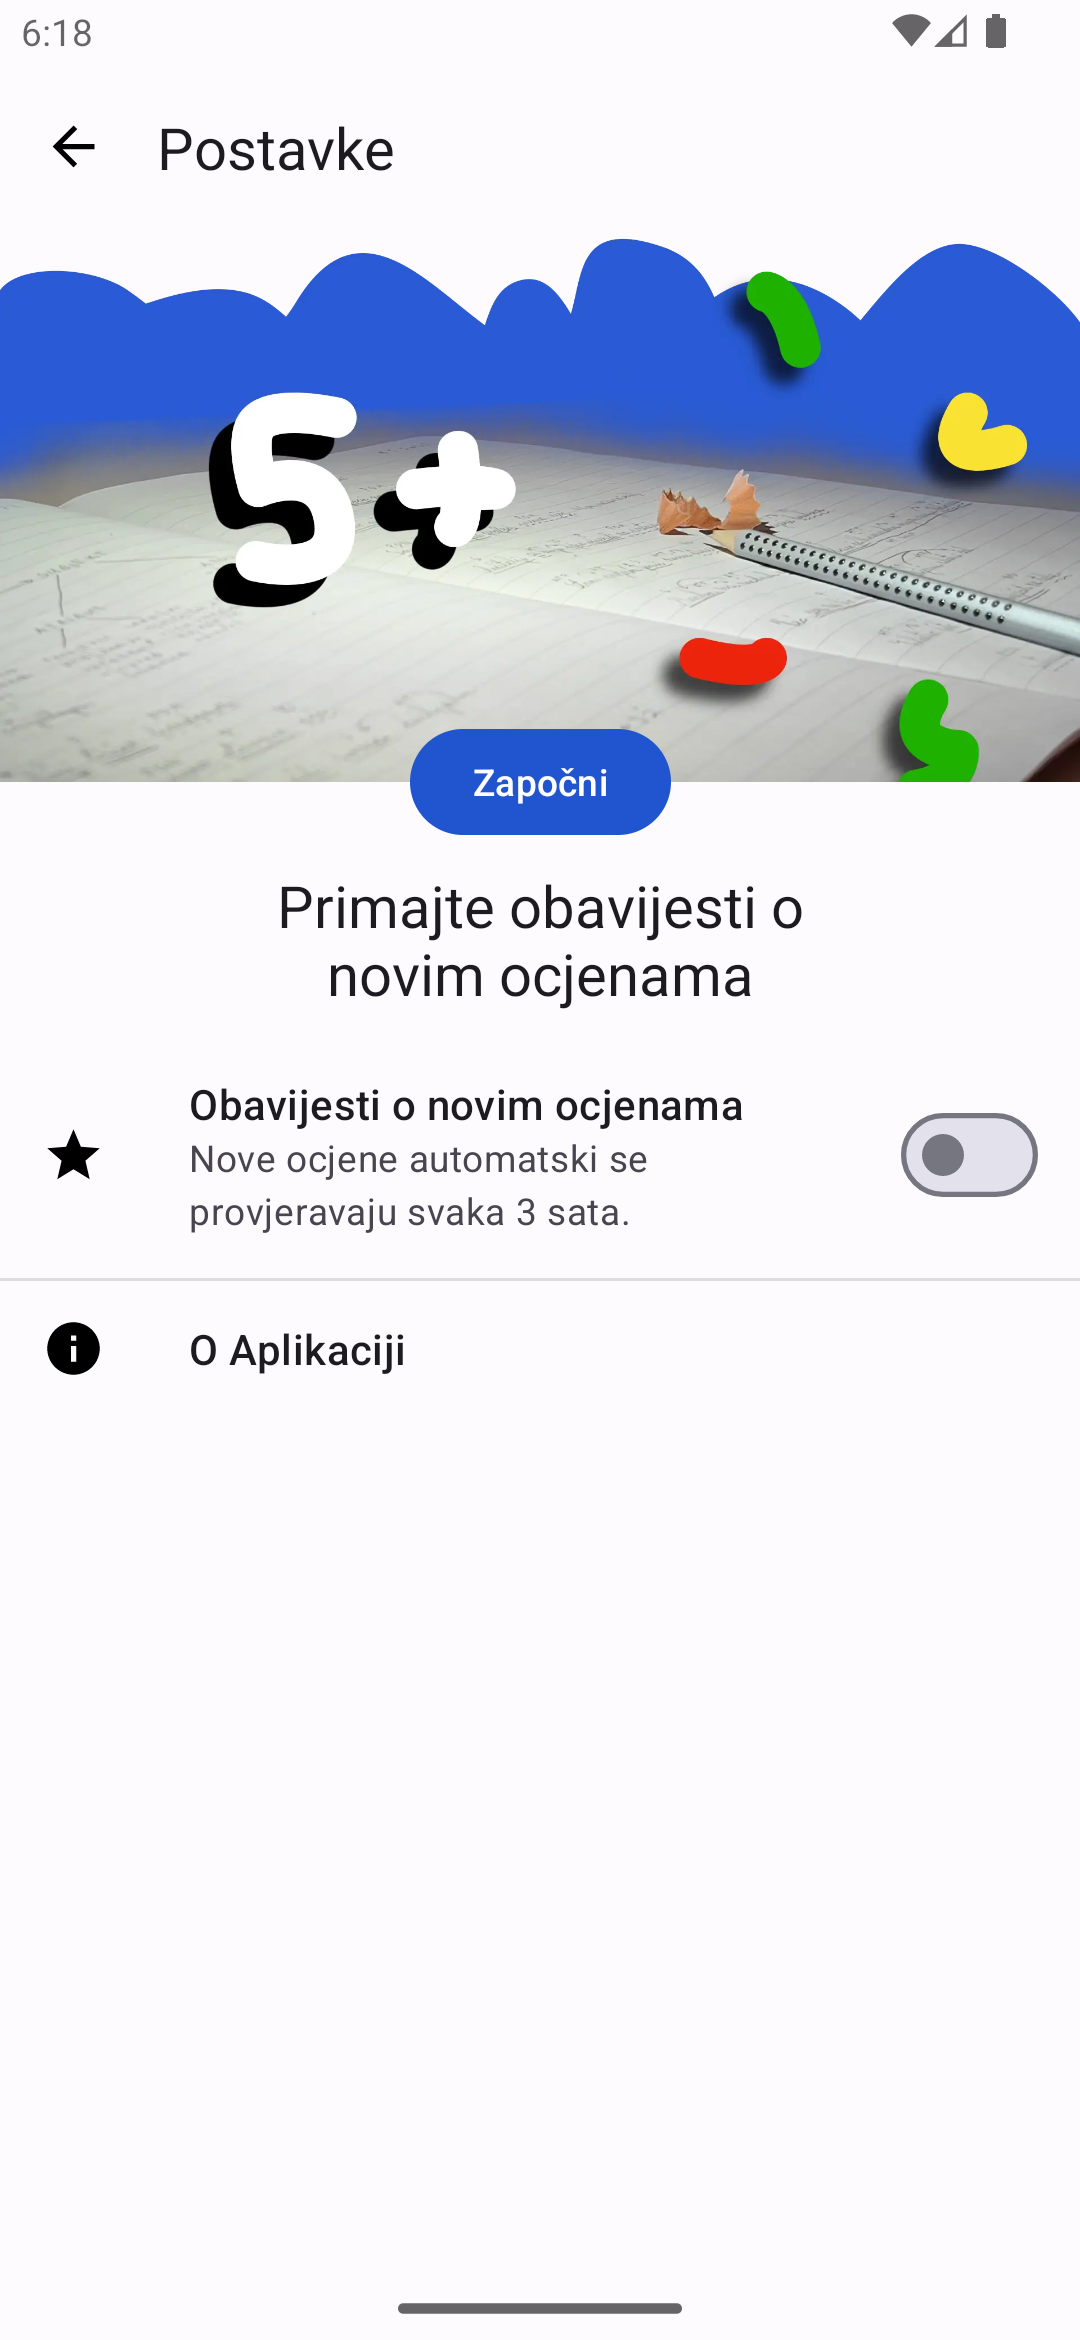 6:18
Postavke
5+
Započni
Primajte obavijesti o
novim ocjenama
Obavijesti o novim ocjenama
Nove ocjene automatski se
provjeravaju svaka 3 sata.
O Aplikaciji